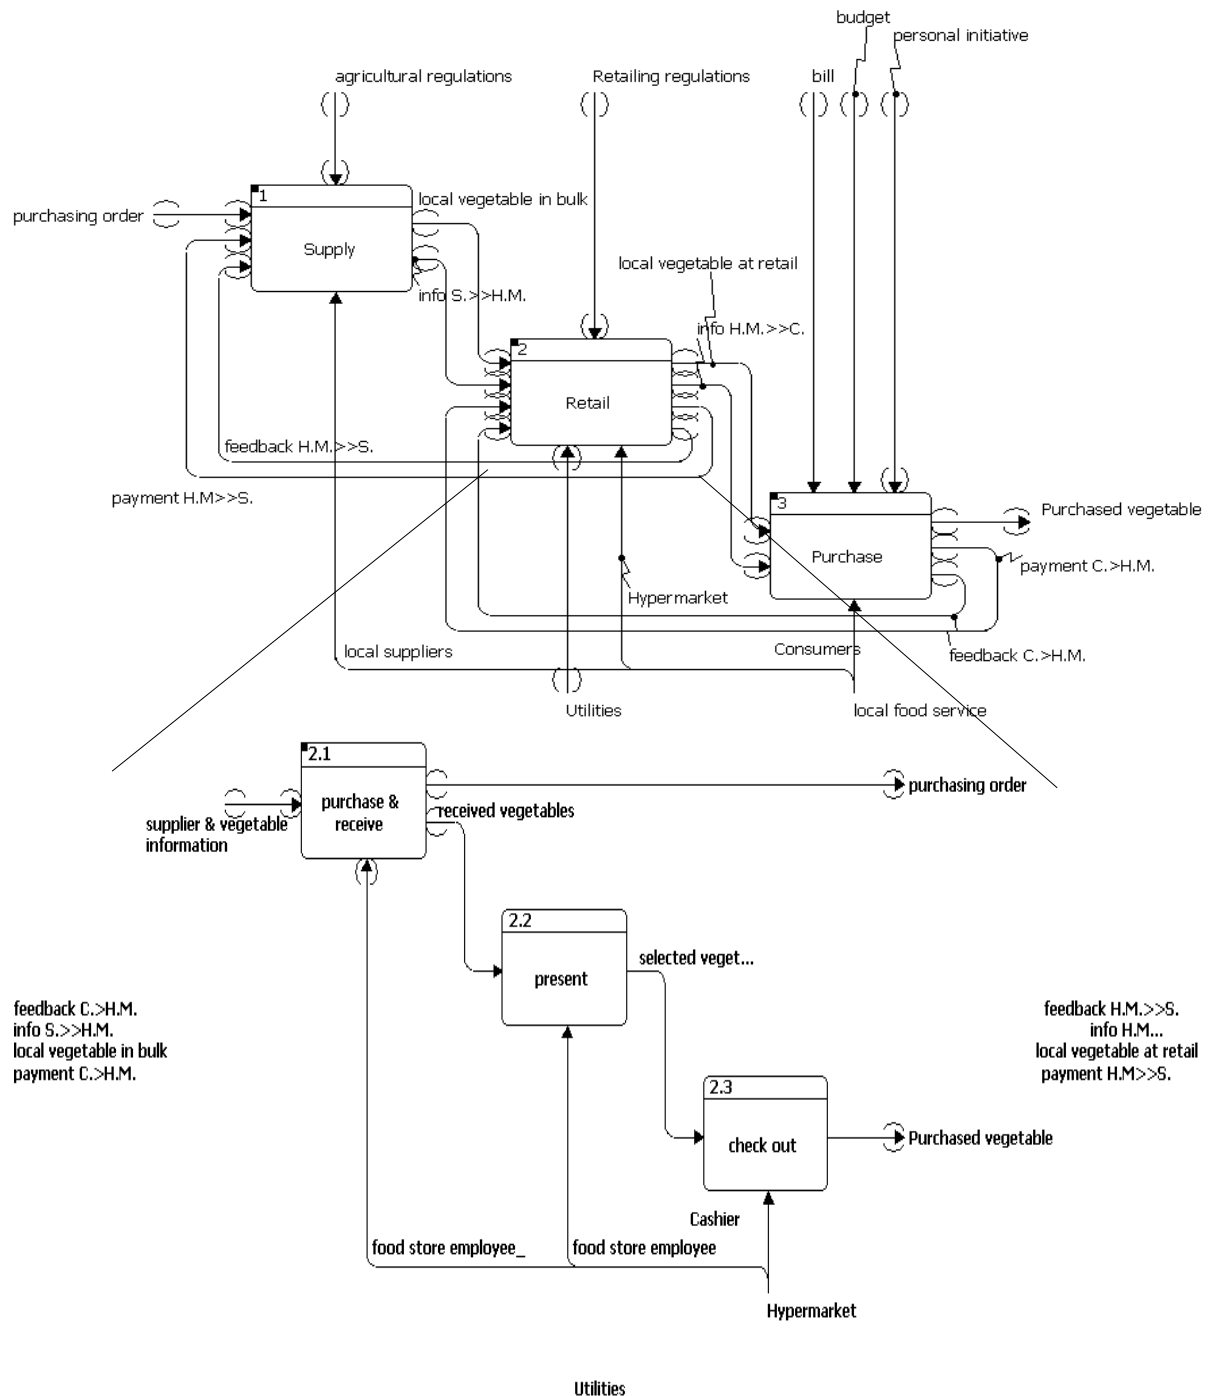 budget
personal initiative
agricultural regulations
Retailing regulations
bill
1
local vegetable in bulk
purchasing order
Supply
local vegetable at retail
info S.>>H.M.
info H.M.>>C.
2
Retail
feedback H.M.>>S.
payment H.M>>S.
3
Purchased vegetable
Purchase
payment C.>H.M.
Hypermarket
local suppliers
Consumers
feedback C.>H.M.
Utilities
local food service
2.1
purchase &
receive
purchasing order
received vegetables
supplier & vegetable
information
2.2
present
selected veget...
feedback C.>H.M.
info S.>>H.M.
local vegetable in bulk
payment C.>H.M.
feedback H.M.>>S.
info H.M...
local vegetable at retail
payment H.M>>S.
2.3
check out
Purchased vegetable
Cashier
food store employee_
food store employee
Hypermarket
Utilities